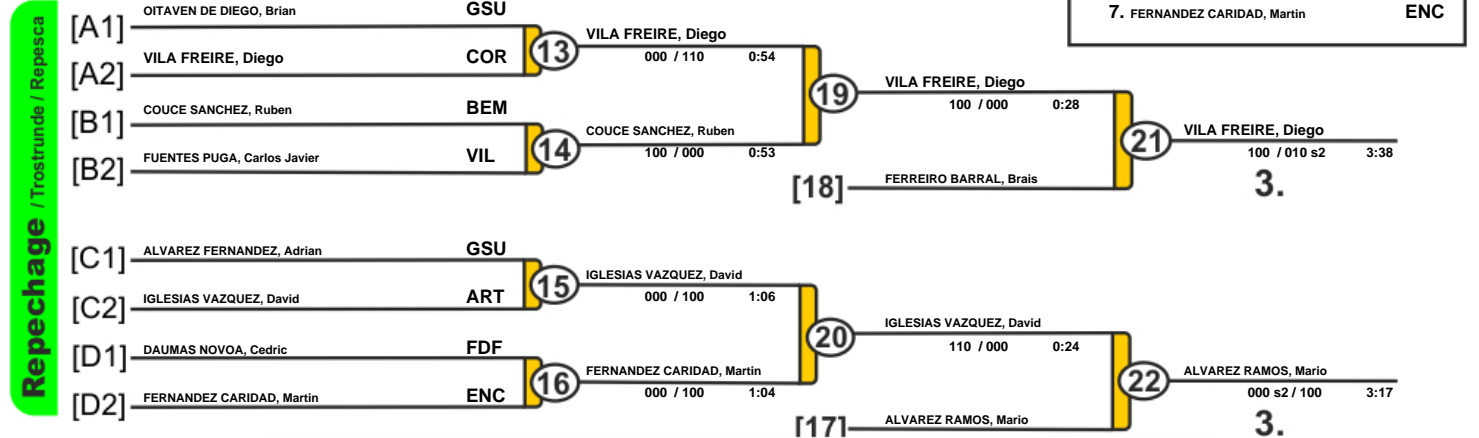 Repechage / Trostrunde / Repesca
7. FERNANDEZ CARIDAD, Martin ENC
[A1] OITAVEN DE DIEGO, Brian GSU
[A2] VILA FREIRE, Diego COR
13 VILA FREIRE, Diego
000 / 110 0:54
[B1] COUCE SANCHEZ, Ruben BEM
[B2] FUENTES PUGA, Carlos Javier VIL
14 COUCE SANCHEZ, Ruben
100 / 000 0:53
19 VILA FREIRE, Diego
100 / 000 0:28
[18] FERREIRO BARRAL, Brais
21 VILA FREIRE, Diego
100 / 010 s2 3:38
3.
[C1] ALVAREZ FERNANDEZ, Adrian GSU
[C2] IGLESIAS VAZQUEZ, David ART
15 IGLESIAS VAZQUEZ, David
000 / 100 1:06
[D1] DAUMAS NOVOA, Cedric FDF
[D2] FERNANDEZ CARIDAD, Martin ENC
16 FERNANDEZ CARIDAD, Martin
000 / 100 1:04
20 IGLESIAS VAZQUEZ, David
110 / 000 0:24
[17] ALVAREZ RAMOS, Mario
22 ALVAREZ RAMOS, Mario
000 s2 / 100 3:17
3.